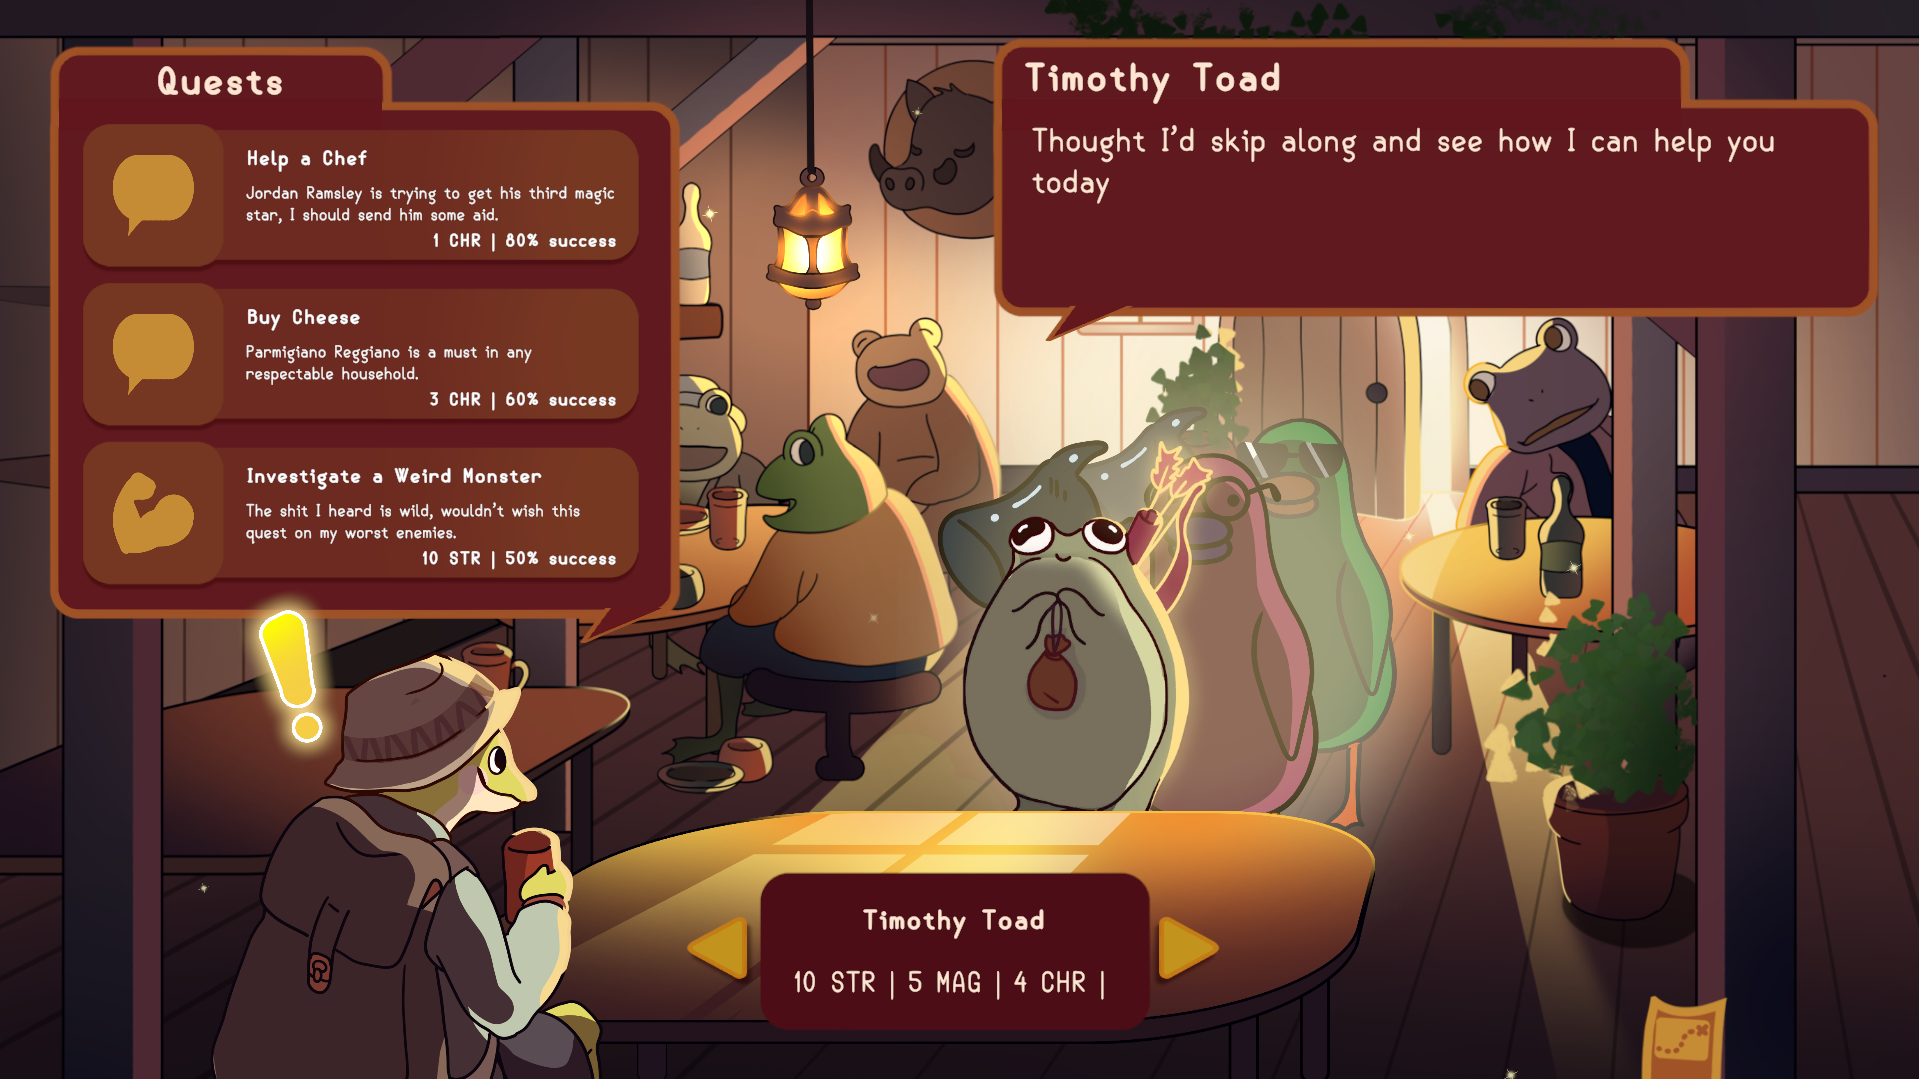 Quests
Help a Chef
Jordan Ramsley is trying to get his third magic
star, I should send him some aid.
1 CHR | 80% success
Buy Cheese
Parmigiano Reggiano is a must in any
respectable household.
3 CHR | 60% success
Investigate a Weird Monster
The shit I heard is wild, wouldn't wish this
quest on my worst enemies.
10 STR | 50% success
Timothy Toad
Thought I'd skip along and see how I can help you
today
Timothy Toad
10 STR | 5 MAG | 4 CHR |